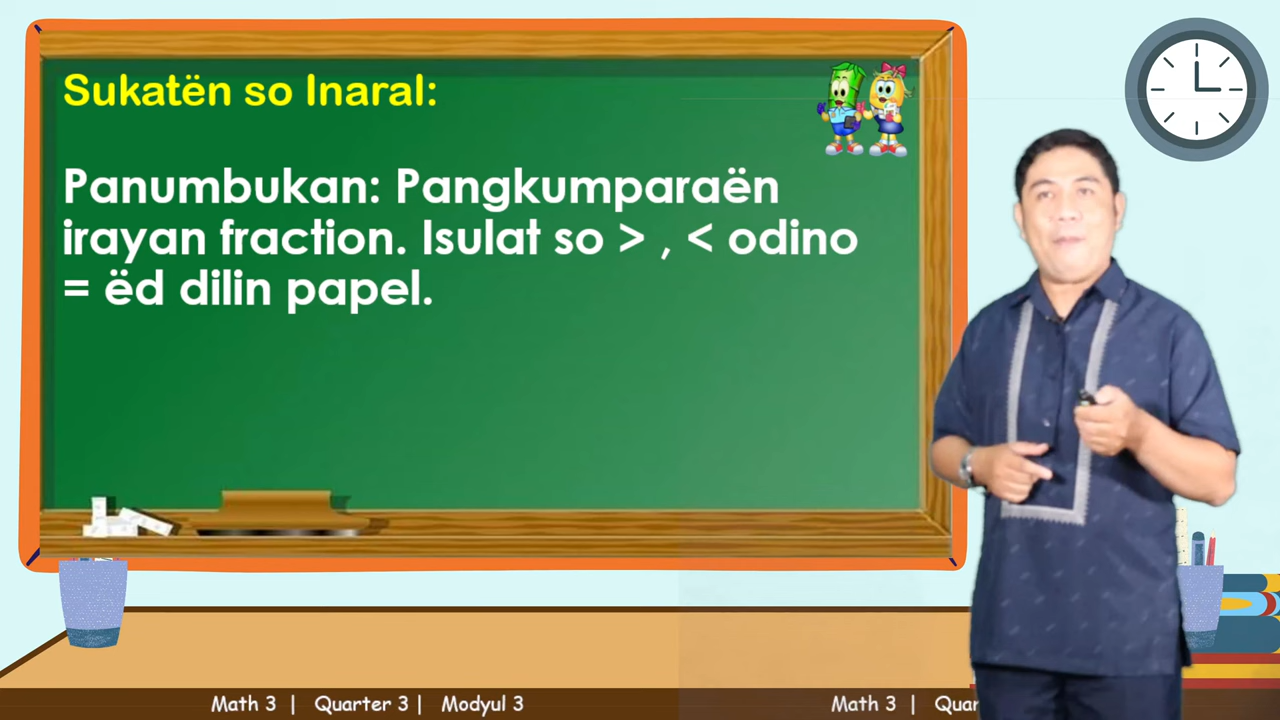 Sukatën so Inaral:
Panumbukan: Pangkumparaën
irayan fraction. Isulat so > , < odino
= ëd dilin papel.
Math 3 | Quarter 3 | Modyul 3
Math 3 |